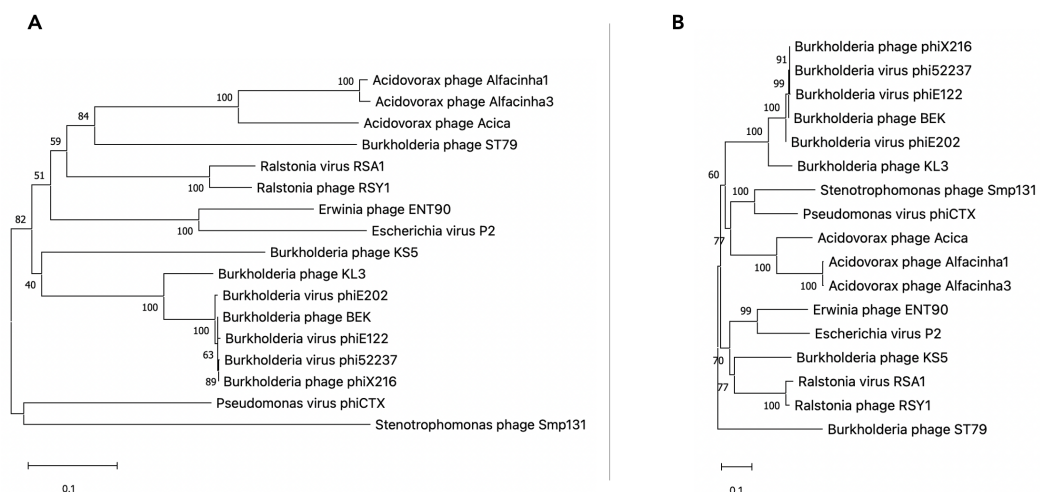 A
100
Acidovorax phage Alfacinha1
100
Acidovorax phage Alfacinha3
84
Acidovorax phage Acica
59
Burkholderia phage ST79
Ralstonia virus RSA1
51
100
Ralstonia phage RSY1
Erwinia phage ENT90
82
100
Escherichia virus P2
Burkholderia phage KS5
40
Burkholderia phage KL3
100
Burkholderia virus phiE202
Burkholderia phage BEK
100
Burkholderia virus phiE122
63
Burkholderia virus phi52237
89
Burkholderia phage phiX216
Pseudomonas virus phiCTX
Stenotrophomonas phage Smp131
0.1
B
Burkholderia phage phiX216
91
Burkholderia virus phi52237
99
Burkholderia virus phiE122
100
Burkholderia phage BEK
100
Burkholderia virus phiE202
Burkholderia phage KL3
60
100
Stenotrophomonas phage Smp131
Pseudomonas virus phiCTX
77
Acidovorax phage Acica
100
Acidovorax phage Alfacinha1
100
Acidovorax phage Alfacinha3
99
Erwinia phage ENT90
Escherichia virus P2
70
Burkholderia phage KS5
77
Ralstonia virus RSA1
100
Ralstonia phage RSY1
Burkholderia phage ST79
0.1